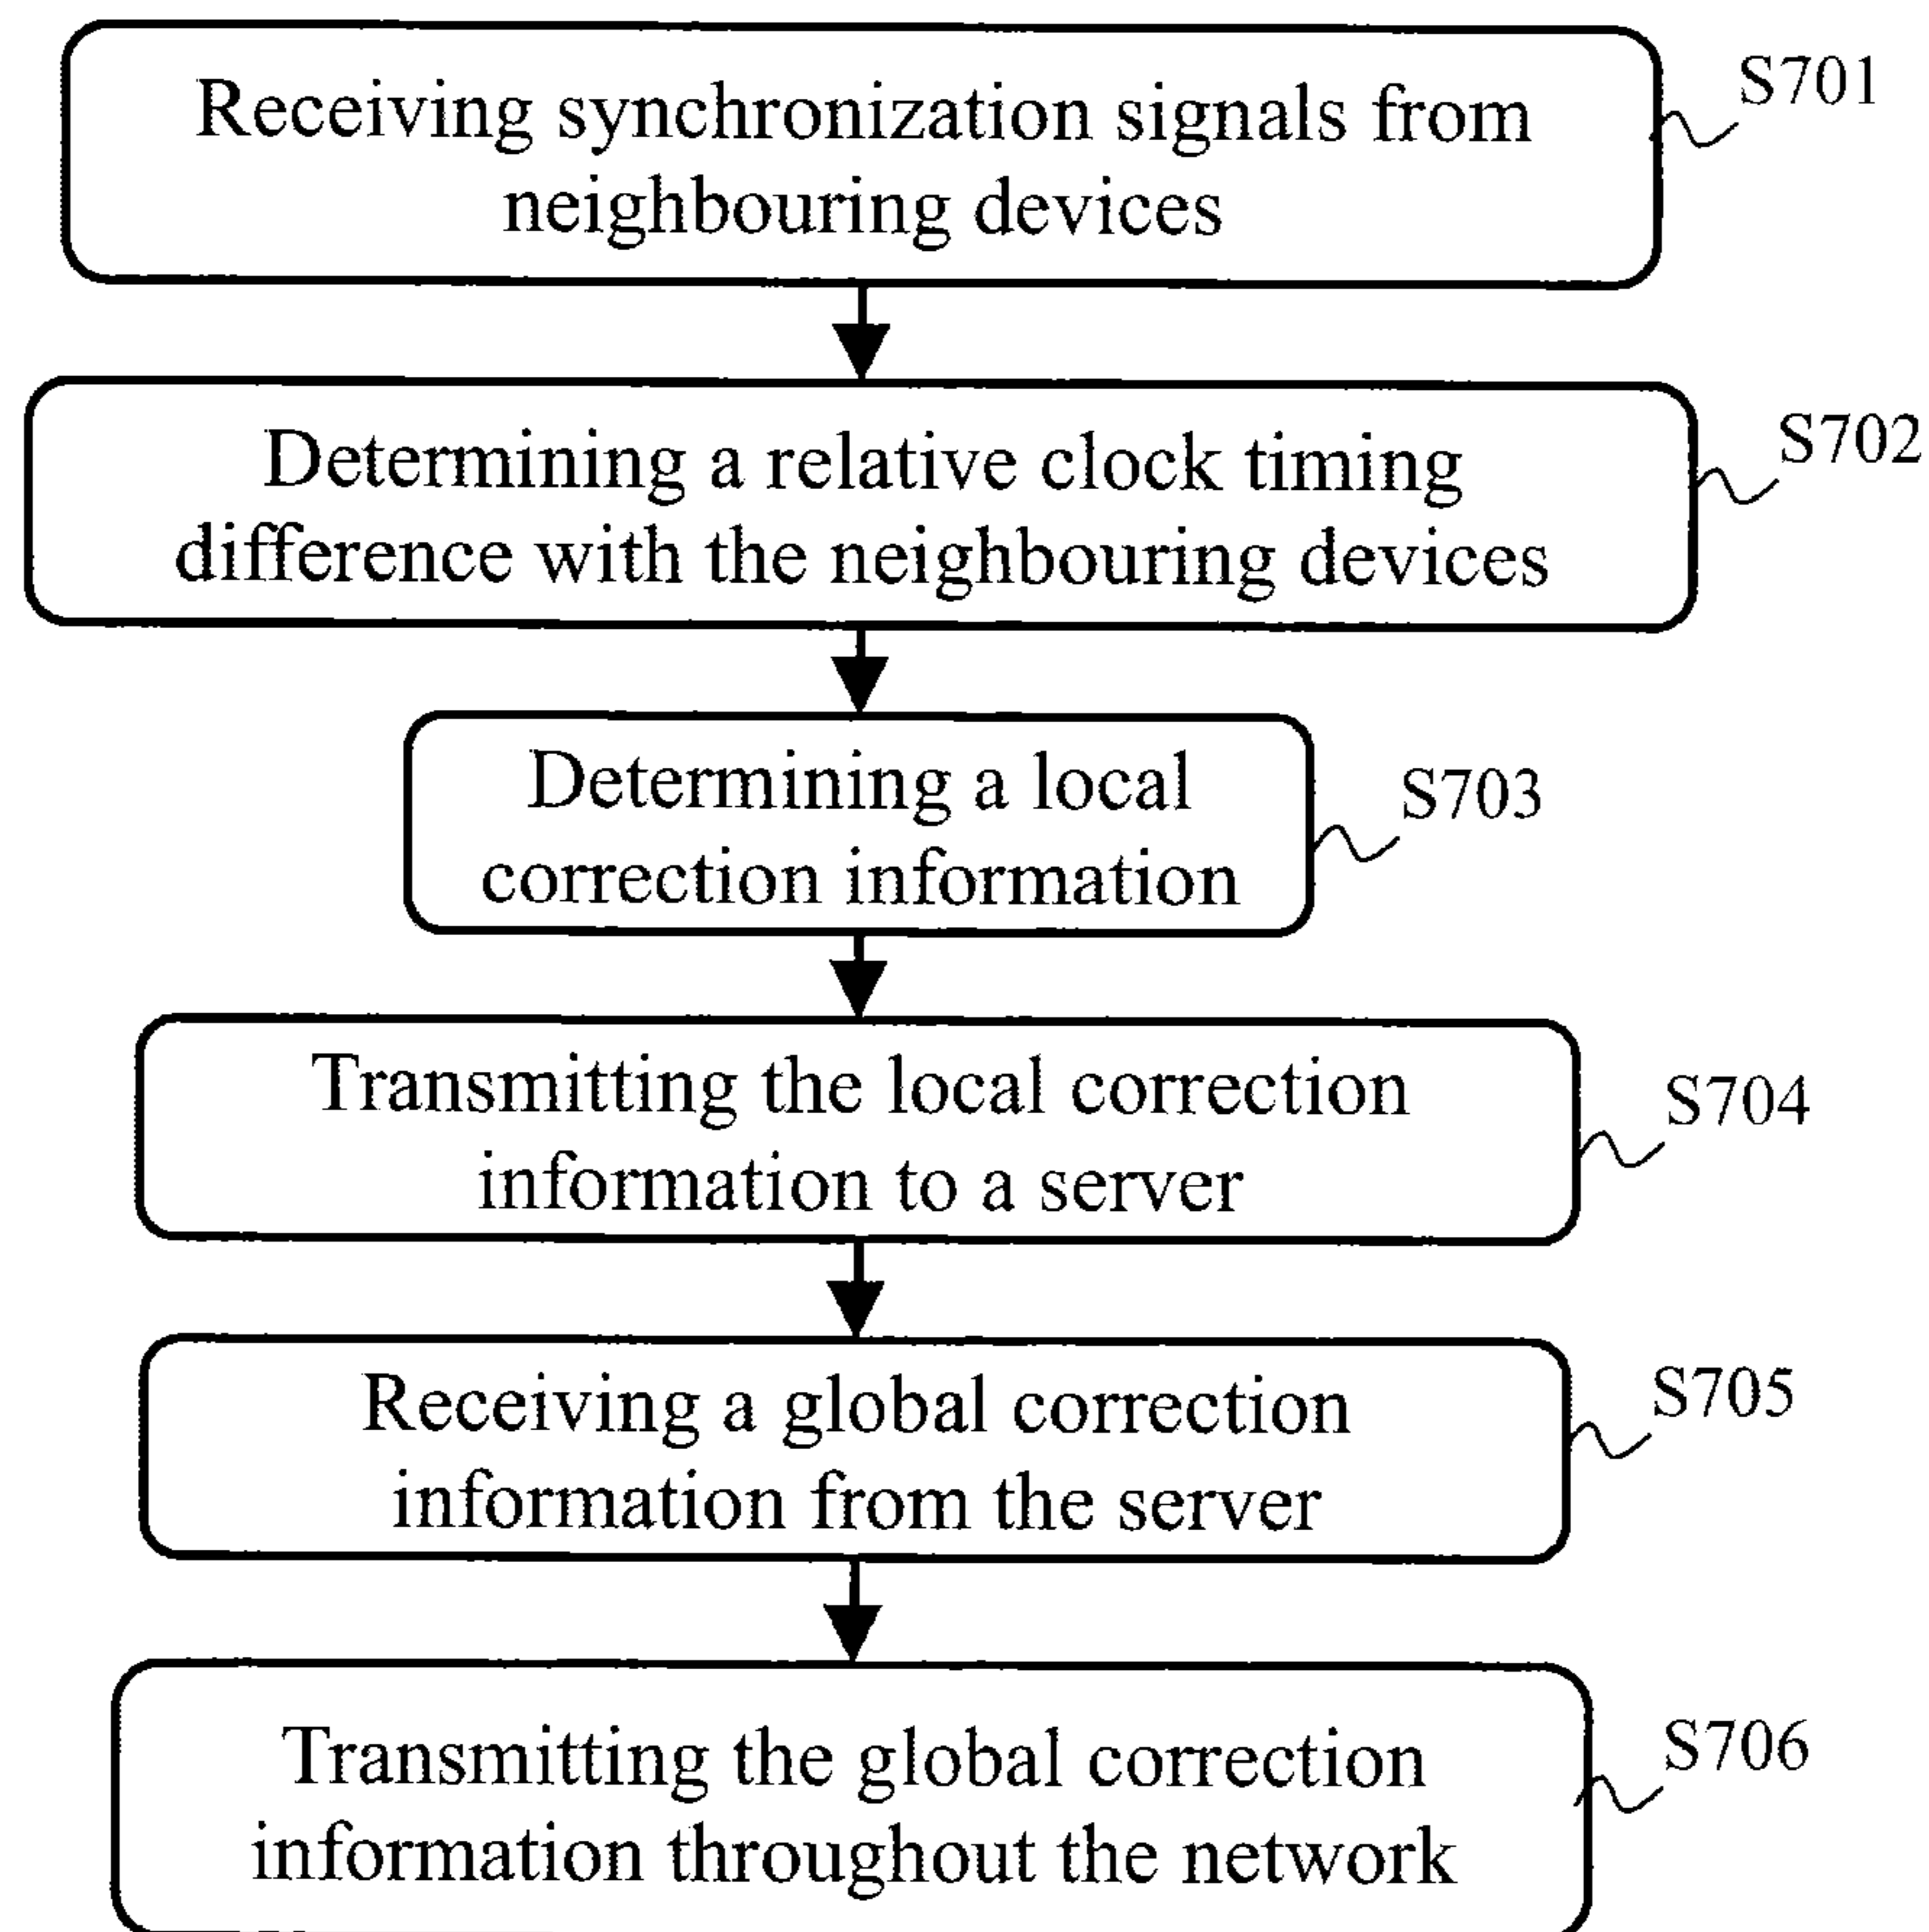 Receiving synchronization signals from
neighbouring devices
S701
Determining a relative clock timing
difference with the neighbouring devices
S702
Determining a local
correction information
S703
Transmitting the local correction
information to a server
S704
Receiving a global correction
information from the server
S705
Transmitting the global correction
information throughout the network
S706